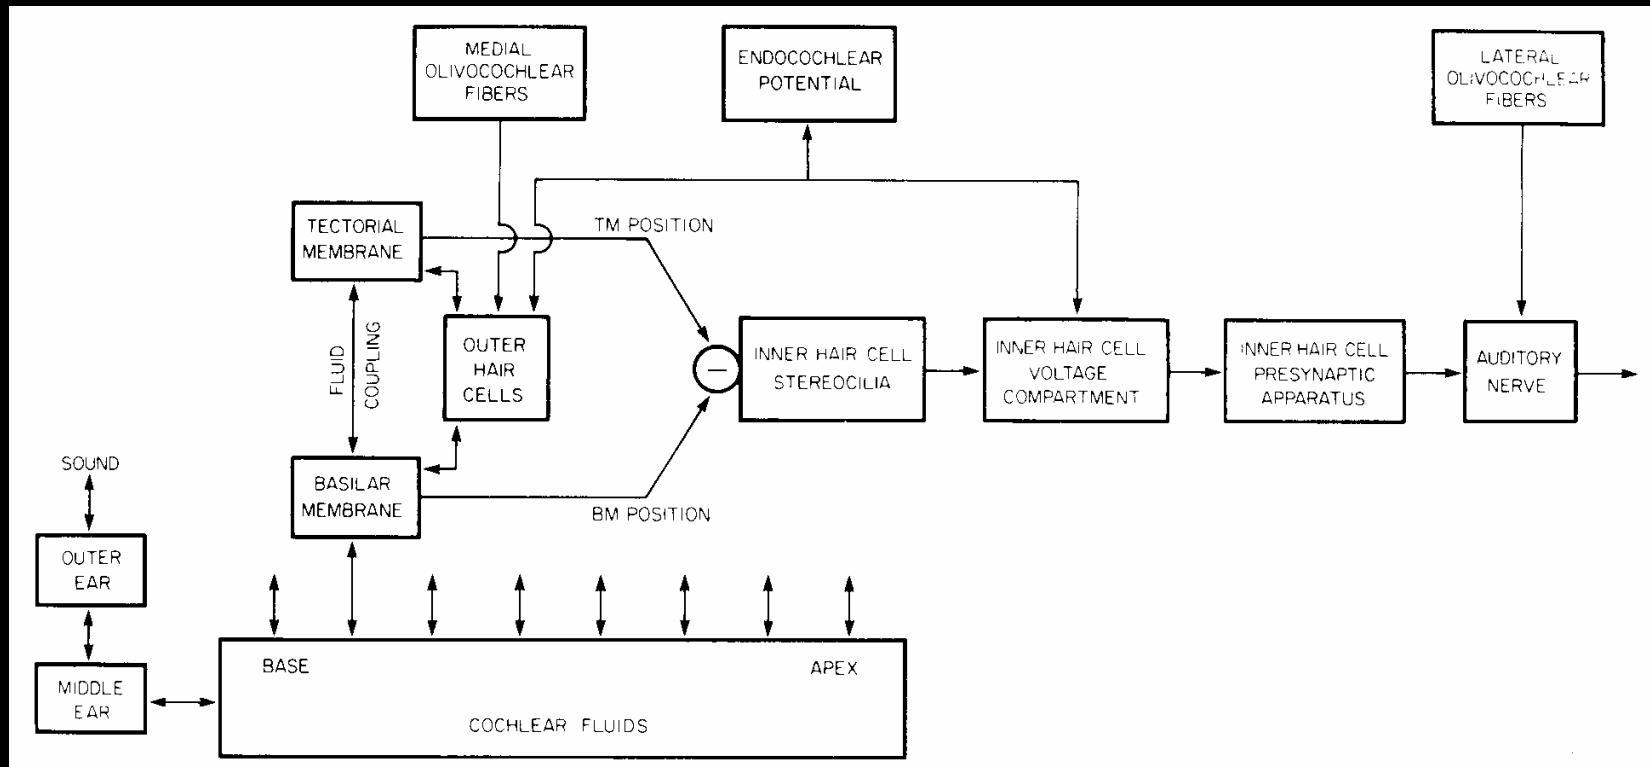 MEDIAL
OLIVOCOCHLEAR
FIBERS
ENDOCOCHLEAR
POTENTIAL
LATERAL
OLIVOCOCHLEAR
FIBERS
TECTORIAL
MEMBRANE
TM POSITION
FLUID
COUPLING
OUTER
HAIR
CELLS
INNER HAIR CELL
STEREOCILIA
INNER HAIR CELL
VOLTAGE
COMPARTMENT
INNER HAIR CELL
PRESYNAPTIC
APPARATUS
AUDITORY
NERVE
BASILAR
MEMBRANE
BM POSITION
SOUND
OUTER
EAR
MIDDLE
EAR
BASE
APEX
COCHLEAR FLUIDS